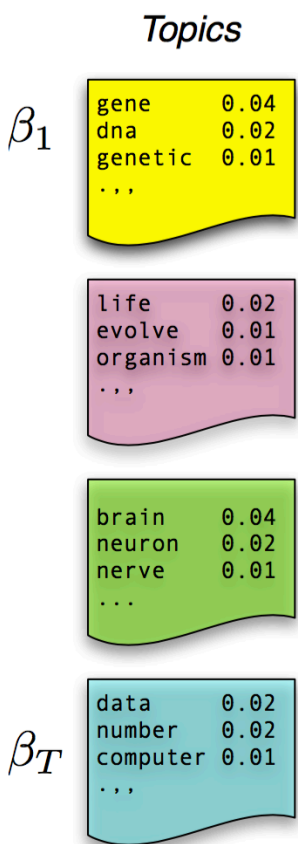 Topics
β1
gene 0.04
dna 0.02
genetic 0.01
.,,
life 0.02
evolve 0.01
organism 0.01
.,,
brain 0.04
neuron 0.02
nerve 0.01
...
βT
data 0.02
number 0.02
computer 0.01
.,,